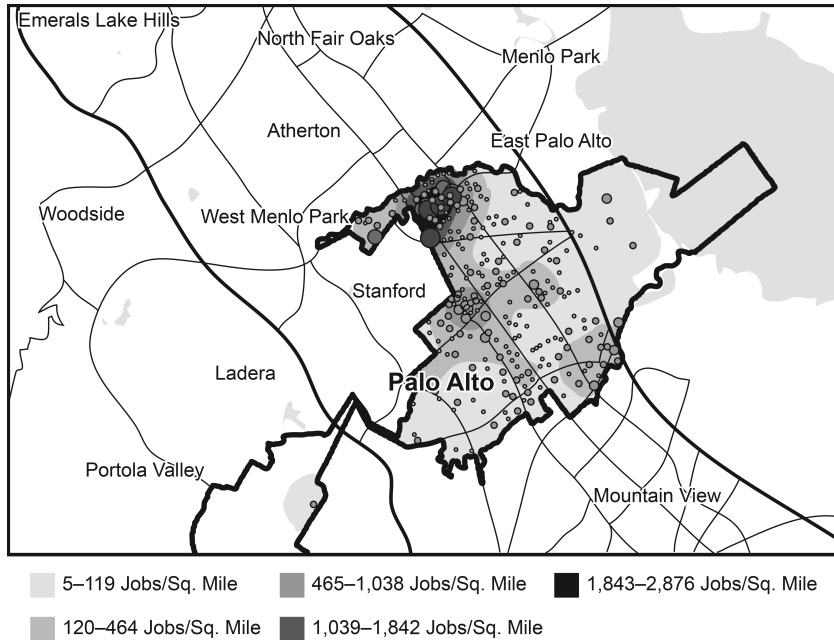 Emerals Lake Hills
North Fair Oaks
Menlo Park
Atherton
East Palo Alto
Woodside
West Menlo Park
Stanford
Ladera
Palo Alto
Portola Valley
Mountain View
5–119 Jobs/Sq. Mile
465–1,038 Jobs/Sq. Mile
1,843–2,876 Jobs/Sq. Mile
120–464 Jobs/Sq. Mile
1,039–1,842 Jobs/Sq. Mile